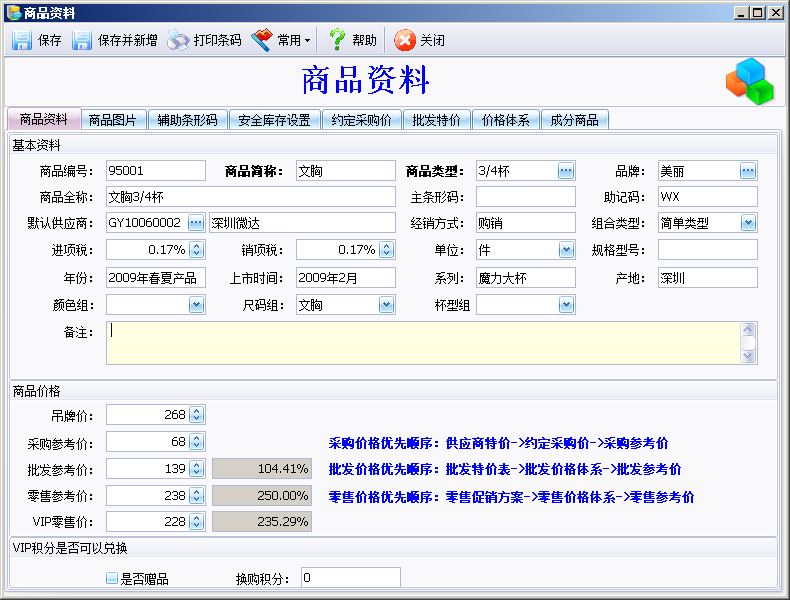 商品资料
保存 保存并新增 打印条码 常用 帮助 关闭
商品资料
商品资料 商品图片 辅助条形码 安全库存设置 约定采购价 批发特价 价格体系 成分商品
基本资料
商品编号： 95001 商品简称： 文胸 商品类型： 3/4杯 品牌： 美丽
商品全称： 文胸3/4杯 主条形码： 助记码： WX
默认供应商： GY10060002 深圳微达 经销方式： 购销 组合类型： 简单类型
进项税： 0.17% 销项税： 0.17% 单位： 件 规格型号：
年份： 2009年春夏产品 上市时间： 2009年2月 系列： 魔力大杯 产地： 深圳
颜色组： 尺码组： 文胸 杯型组
备注：
商品价格
吊牌价： 268
采购参考价： 68 采购价格优先顺序：供应商特价->约定采购价->采购参考价
批发参考价： 139 104.41% 批发价格优先顺序：批发特价表->批发价格体系->批发参考价
零售参考价： 238 250.00% 零售价格优先顺序：零售促销方案->零售价格体系->零售参考价
VIP零售价： 228 235.29%
VIP积分是否可以兑换
是否赠品 换购积分： 0